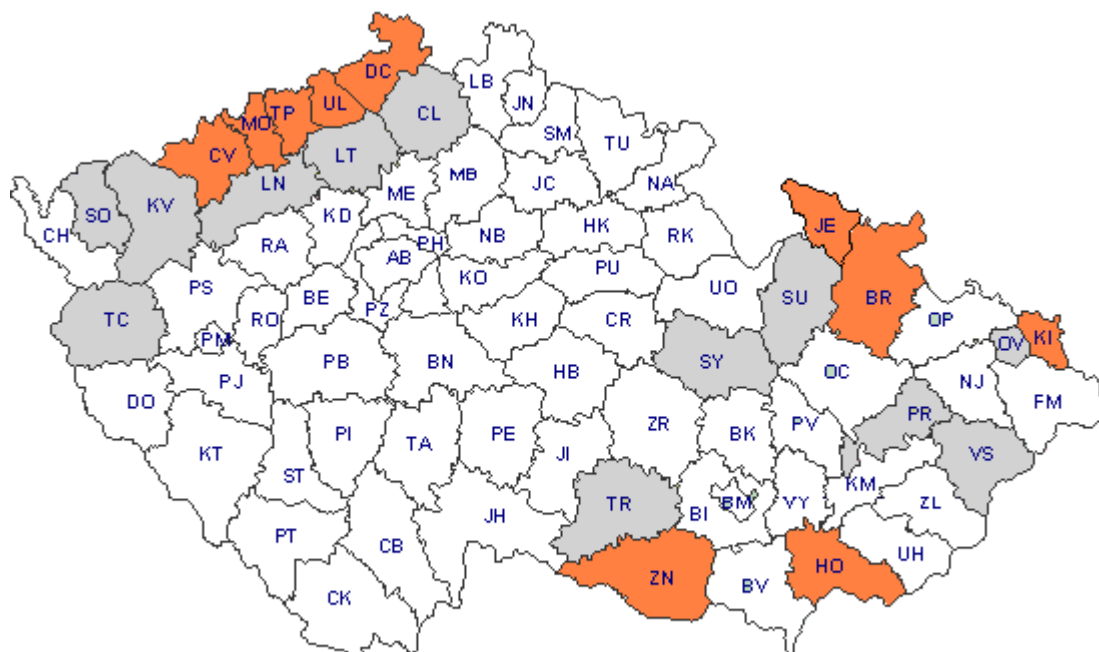 DC
LB
UL
TP
MO
CL
JN
SM
TU
CV
LT
MB
LN
JC
NA
ME
SO
KV
KD
CH
RA
NB
HK
RK
JE
PH
AB
KO
PU
UO
SU
BR
PS
BE
PZ
TC
RO
KH
CR
OP
KI
PM
OV
PB
BN
SY
HB
OC
NJ
PJ
DO
FM
PR
KT
PI
TA
PE
ZR
BK
PV
VS
JI
ST
KM
TR
BM
VY
ZL
BI
JH
PT
CB
UH
HO
ZN
BV
CK